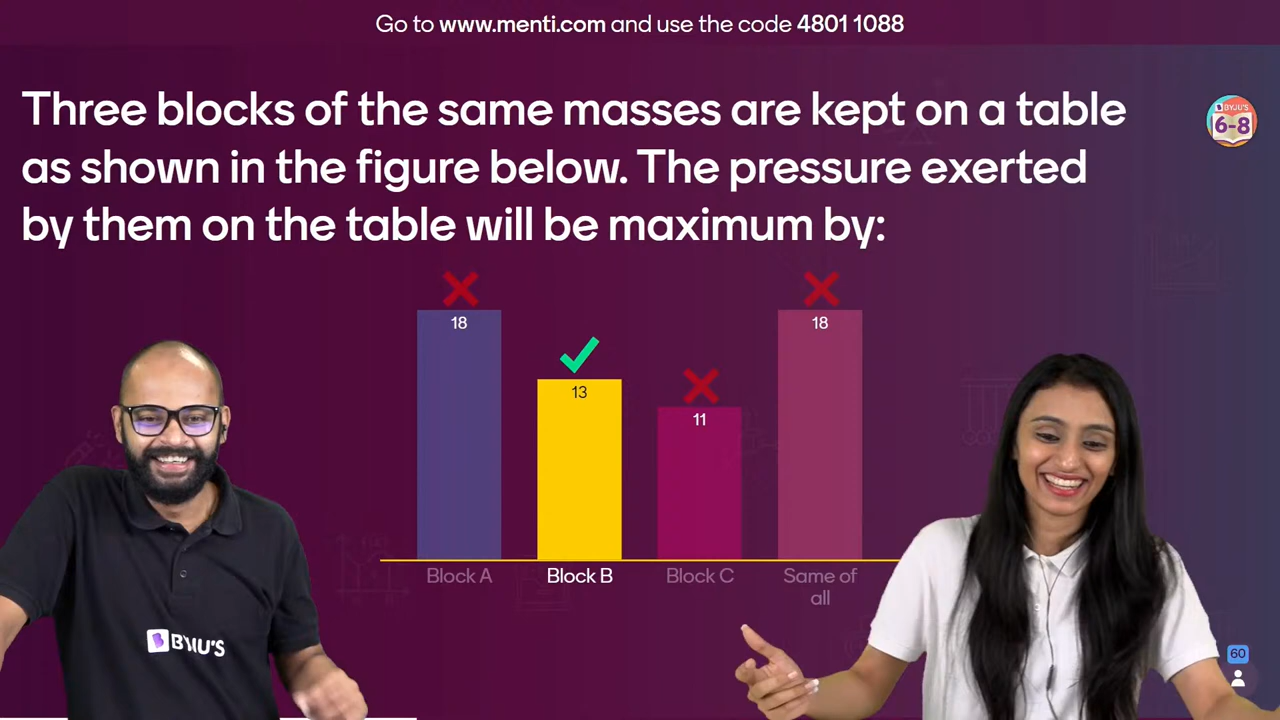 Go to www.menti.com and use the code 4801 1088
Three blocks of the same masses are kept on a table
as shown in the figure below. The pressure exerted
by them on the table will be maximum by:
BYJU'S
6-8
18
13
11
18
Block A
Block B
Block C
Same of
all
BYJU'S
60